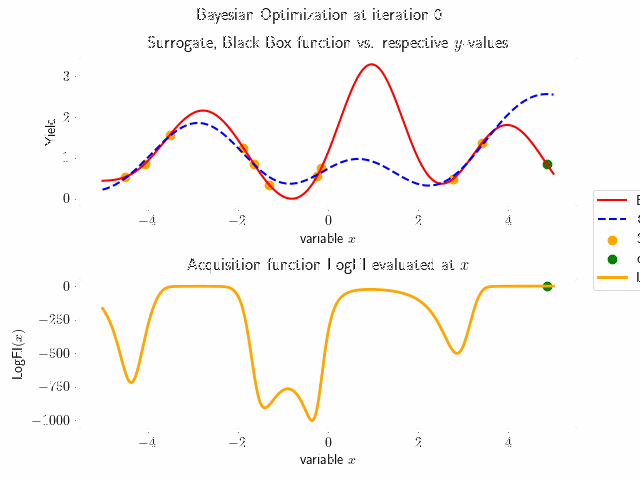 Bayesian Optimization at iteration 0
Surrogate, Black Box function vs. respective y-values
Yield
3
2
1
0
−4 −2 0 2 4
variable x
Acquisition function LogEI evaluated at x
LogEI(x)
0
−250
−500
−750
−1000
−4 −2 0 2 4
variable x